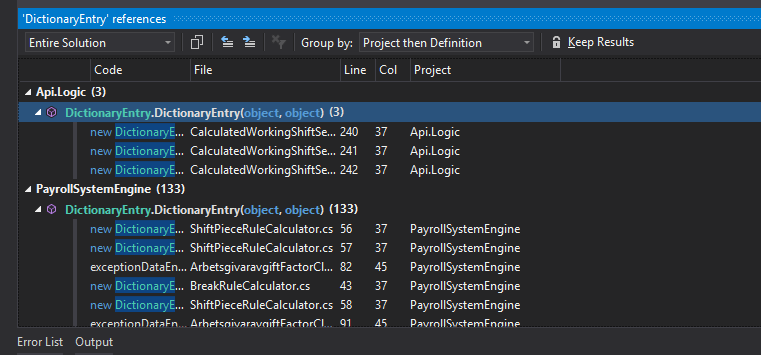 'DictionaryEntry' references
Entire Solution Group by: Project then Definition Keep Results
Code File Line Col Project
Api.Logic (3)
DictionaryEntry.DictionaryEntry(object, object) (3)
new DictionaryE... CalculatedWorkingShiftSe... 240 37 Api.Logic
new DictionaryE... CalculatedWorkingShiftSe... 241 37 Api.Logic
new DictionaryE... CalculatedWorkingShiftSe... 242 37 Api.Logic
PayrollSystemEngine (133)
DictionaryEntry.DictionaryEntry(object, object) (133)
new DictionaryE... ShiftPieceRuleCalculator.cs 56 37 PayrollSystemEngine
new DictionaryE... ShiftPieceRuleCalculator.cs 57 37 PayrollSystemEngine
exceptionDataEn... ArbetsgivaravgiftFactorCl... 82 45 PayrollSystemEngine
new DictionaryE... BreakRuleCalculator.cs 43 37 PayrollSystemEngine
new DictionaryE... ShiftPieceRuleCalculator.cs 58 37 PayrollSystemEngine
exceptionDataEn... ArbetsgivaravgiftFactorCl... 91 45 PayrollSystemEngine
Error List Output